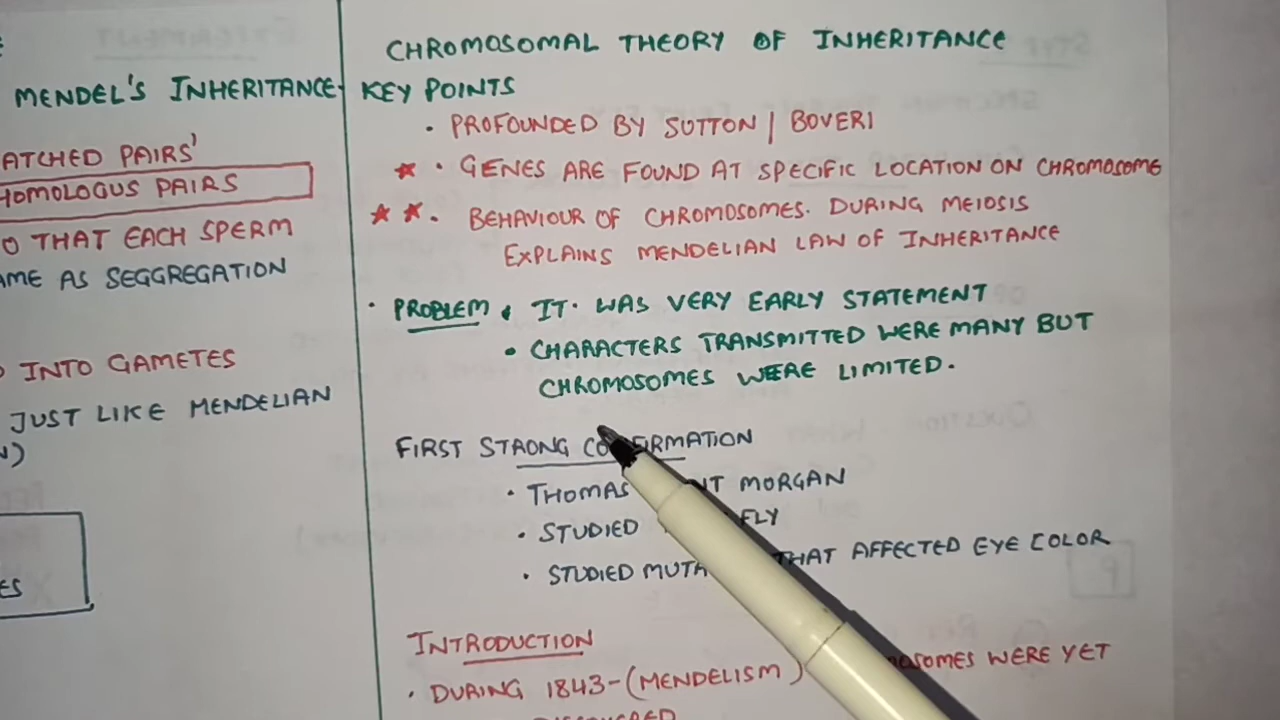 MENDEL'S INHERITANCE
ATCHED PAIRS'
HOMOLOGUS PAIRS
O THAT EACH SPERM
AME AS SEGGREGATION
INTO GAMETES
JUST LIKE MENDELIAN
ES
CHROMOSOMAL THEORY OF INHERITANCE
KEY POINTS
• PROFOUNDED BY SUTTON / BOVERI
★ • GENES ARE FOUND AT SPECIFIC LOCATION ON CHROMOSOME
★ ★ • BEHAVIOUR OF CHROMOSOMES. DURING MEIOSIS
EXPLAINS MENDELIAN LAW OF INHERITANCE
• PROBLEM • IT. WAS VERY EARLY STATEMENT
• CHARACTERS TRANSMITTED WERE MANY BUT
CHROMOSOMES WERE LIMITED.
FIRST STRONG CONFIRMATION
• THOMAS MORGAN
• STUDIED FLY
• STUDIED MUTA THAT AFFECTED EYE COLOR
INTRODUCTION
• DURING 1843-(MENDELISM) OSOMES WERE YET